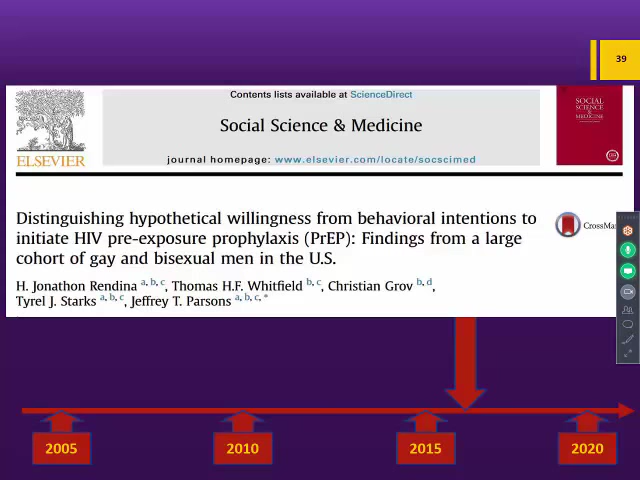 39
Contents lists available at ScienceDirect
Social Science & Medicine
journal homepage: www.elsevier.com/locate/socscimed
ELSEVIER
SOCIAL
SCIENCE
&
MEDICINE
Distinguishing hypothetical willingness from behavioral intentions to
initiate HIV pre-exposure prophylaxis (PrEP): Findings from a large
cohort of gay and bisexual men in the U.S.
CrossMar
H. Jonathon Rendina a, b, c, Thomas H.F. Whitfield b, c, Christian Grov b, d,
Tyrel J. Starks a, b, c, Jeffrey T. Parsons a, b, c, *
2005 2010 2015 2020